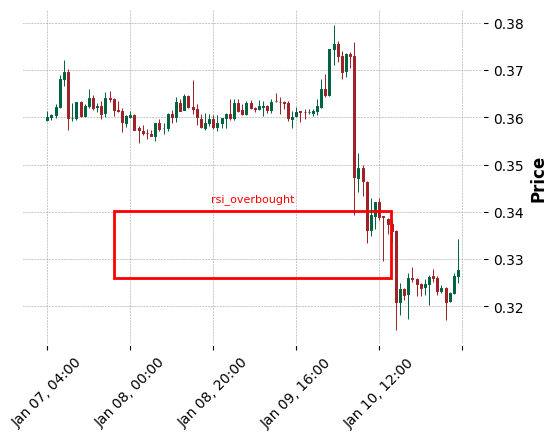 0.38
0.37
0.36
0.35
0.34
0.33
0.32
Price
rsi_overbought
Jan 07, 04:00
Jan 08, 00:00
Jan 08, 20:00
Jan 09, 16:00
Jan 10, 12:00